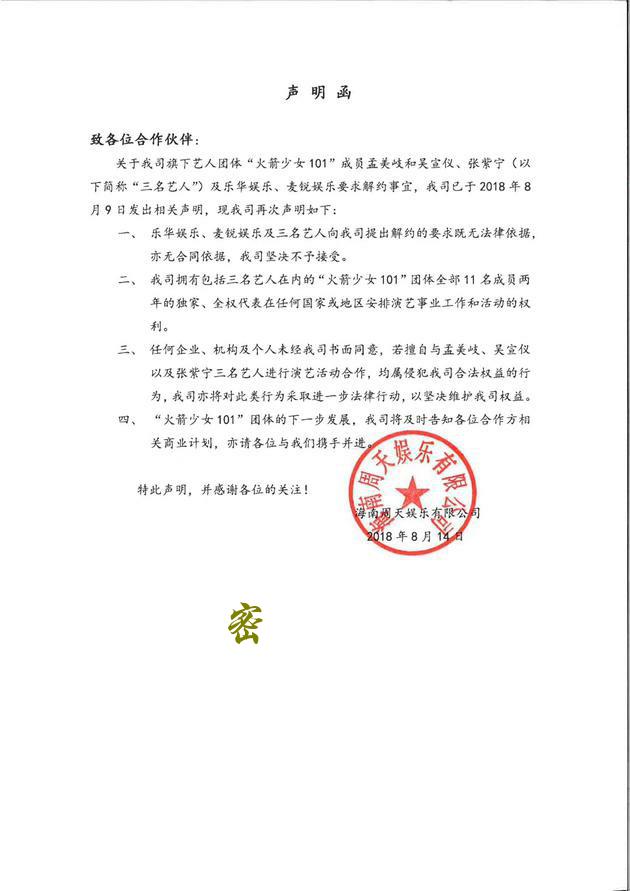 声 明 函
致各位合作伙伴：
关于我司旗下艺人团体“火箭少女101”成员孟美岐和吴宣仪、张紫宁（以
下简称“三名艺人”）及乐华娱乐、麦锐娱乐要求解约事宜，我司已于2018年8
月9日发出相关声明，现我司再次声明如下：
一、 乐华娱乐、麦锐娱乐及三名艺人向我司提出解约的要求既无法律依据，
亦无合同依据，我司坚决不予接受。
二、 我司拥有包括三名艺人在内的“火箭少女101”团体全部11名成员两
年的独家、全权代表在任何国家或地区安排演艺事业工作和活动的权
利。
三、 任何企业、机构及个人未经我司书面同意，若擅自与孟美岐、吴宣仪
以及张紫宁三名艺人进行演艺活动合作，均属侵犯我司合法权益的行
为，我司亦将对此类行为采取进一步法律行动，以坚决维护我司权益。
四、 “火箭少女101”团体的下一步发展，我司将及时告知各位合作方相
关商业计划，亦请各位与我们携手并进。
特此声明，并感谢各位的关注！
海南周天娱乐有限公司
海南周天娱乐有限公司
2018年8月14日
密